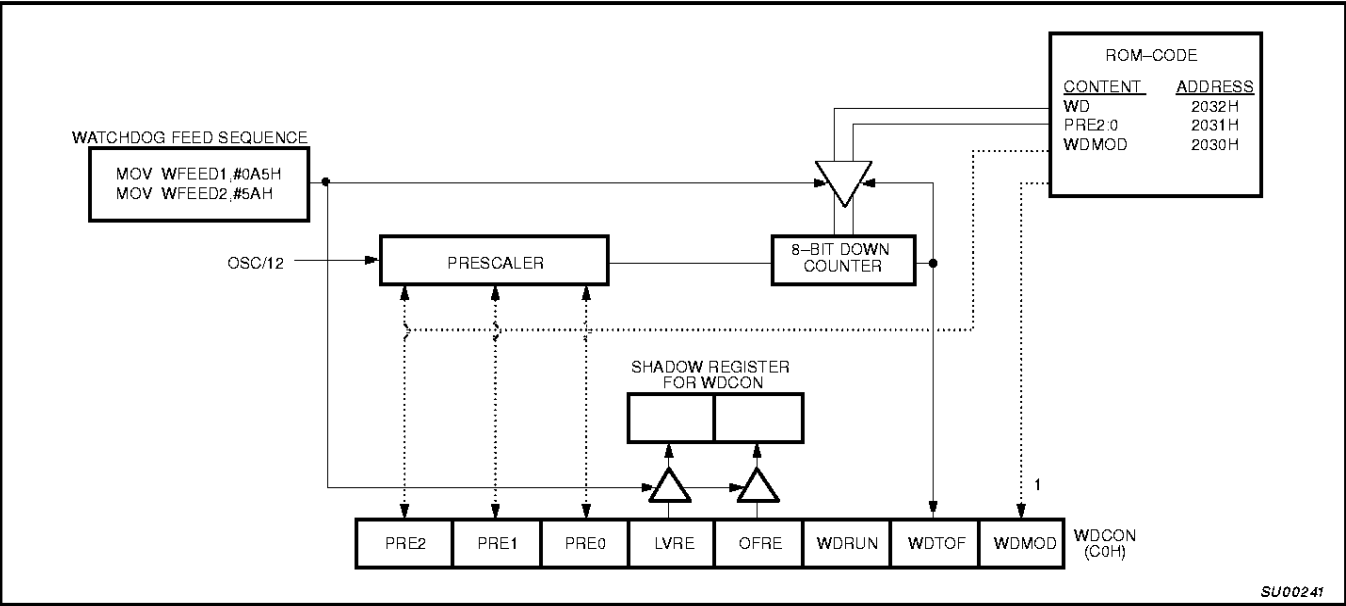 ROM–CODE
CONTENT ADDRESS
WD 2032H
PRE2:0 2031H
WDMOD 2030H
WATCHDOG FEED SEQUENCE
MOV WFEED1,#0A5H
MOV WFEED2,#5AH
OSC/12
PRESCALER
8–BIT DOWN
COUNTER
SHADOW REGISTER
FOR WDCON
1
PRE2 PRE1 PRE0 LVRE OFRE WDRUN WDTOF WDMOD
WDCON
(C0H)
SU00241